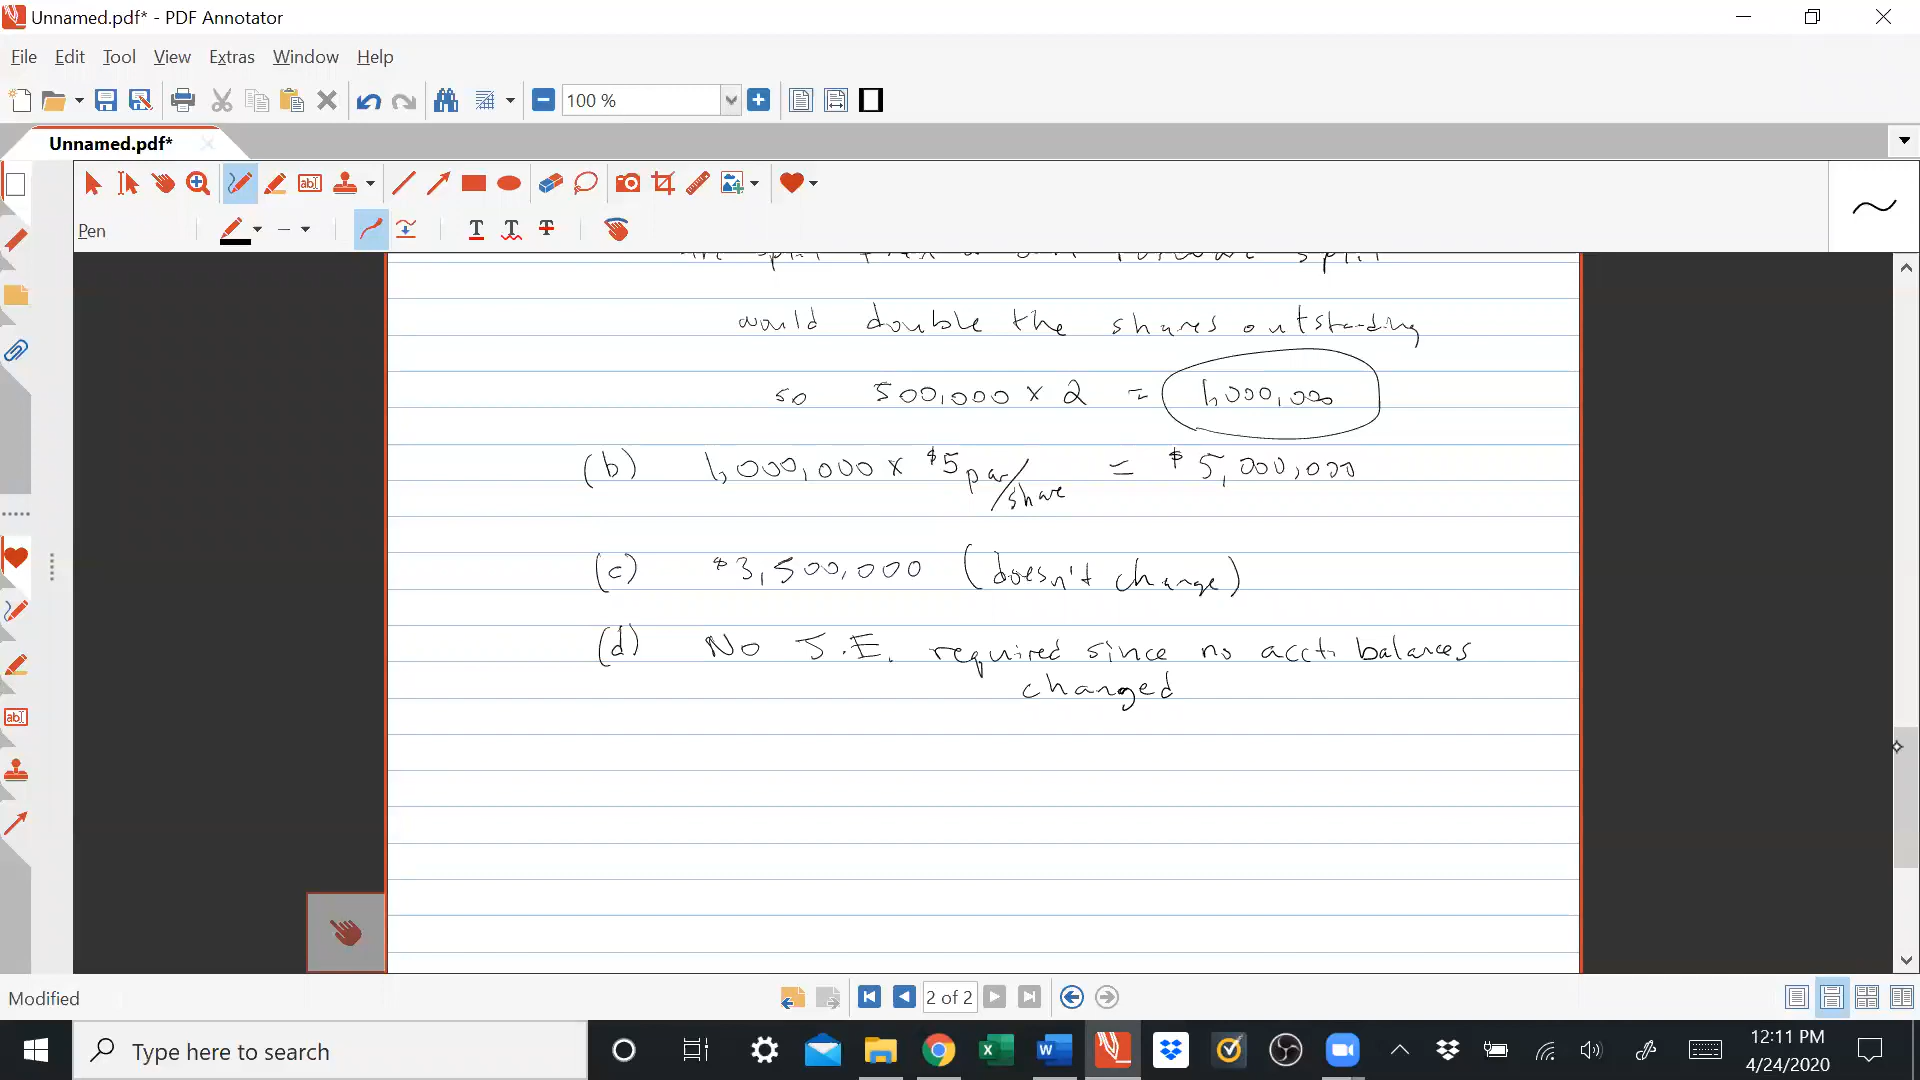 Unnamed.pdf* - PDF Annotator
File Edit Tool View Extras Window Help
100 %
Unnamed.pdf*
Pen
would double the shares outstanding
so 500,000 x 2 = 1,000,000
(b) 1,000,000 x $5 par/share = $5,000,000
(c) $3,500,000 (doesn't change)
(d) No J.E. required since no acct. balances
changed
Modified
2 of 2
Type here to search
12:11 PM
4/24/2020